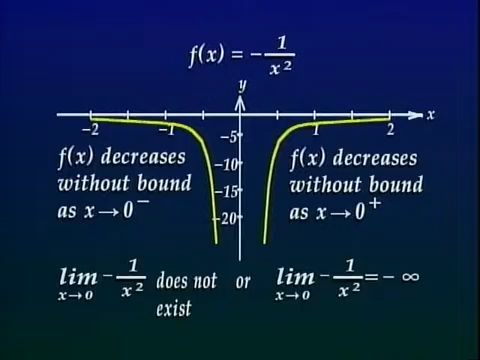 f(x) = - 1/x²
y
x
-2 -1 1 2
-5
-10
-15
-20
f(x) decreases
without bound
as x→0⁻
f(x) decreases
without bound
as x→0⁺
lim x→0 - 1/x² does not exist or lim x→0 - 1/x² = - ∞